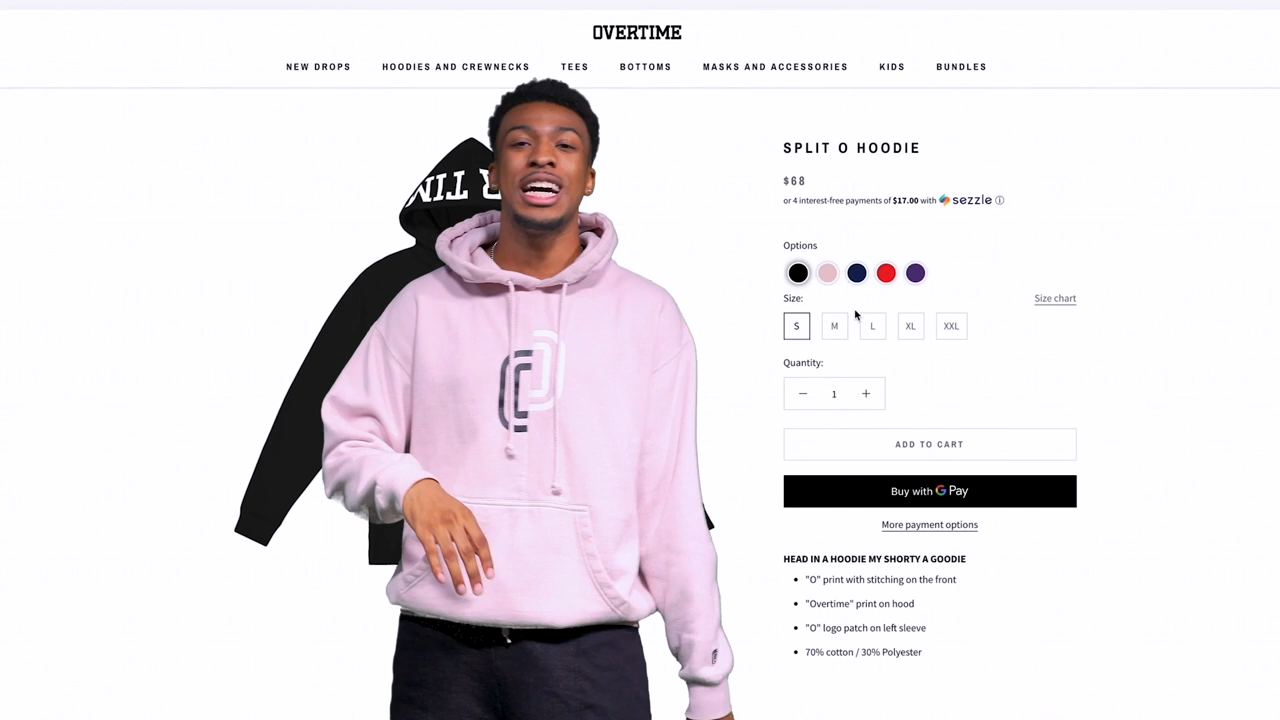 OVERTIME
NEW DROPS HOODIES AND CREWNECKS TEES BOTTOMS MASKS AND ACCESSORIES KIDS BUNDLES
SPLIT O HOODIE
$68
or 4 interest-free payments of $17.00 with sezzle
Options
Size: Size chart
S M L XL XXL
Quantity:
− 1 +
ADD TO CART
Buy with G Pay
More payment options
HEAD IN A HOODIE MY SHORTY A GOODIE
• "O" print with stitching on the front
• "Overtime" print on hood
• "O" logo patch on left sleeve
• 70% cotton / 30% Polyester